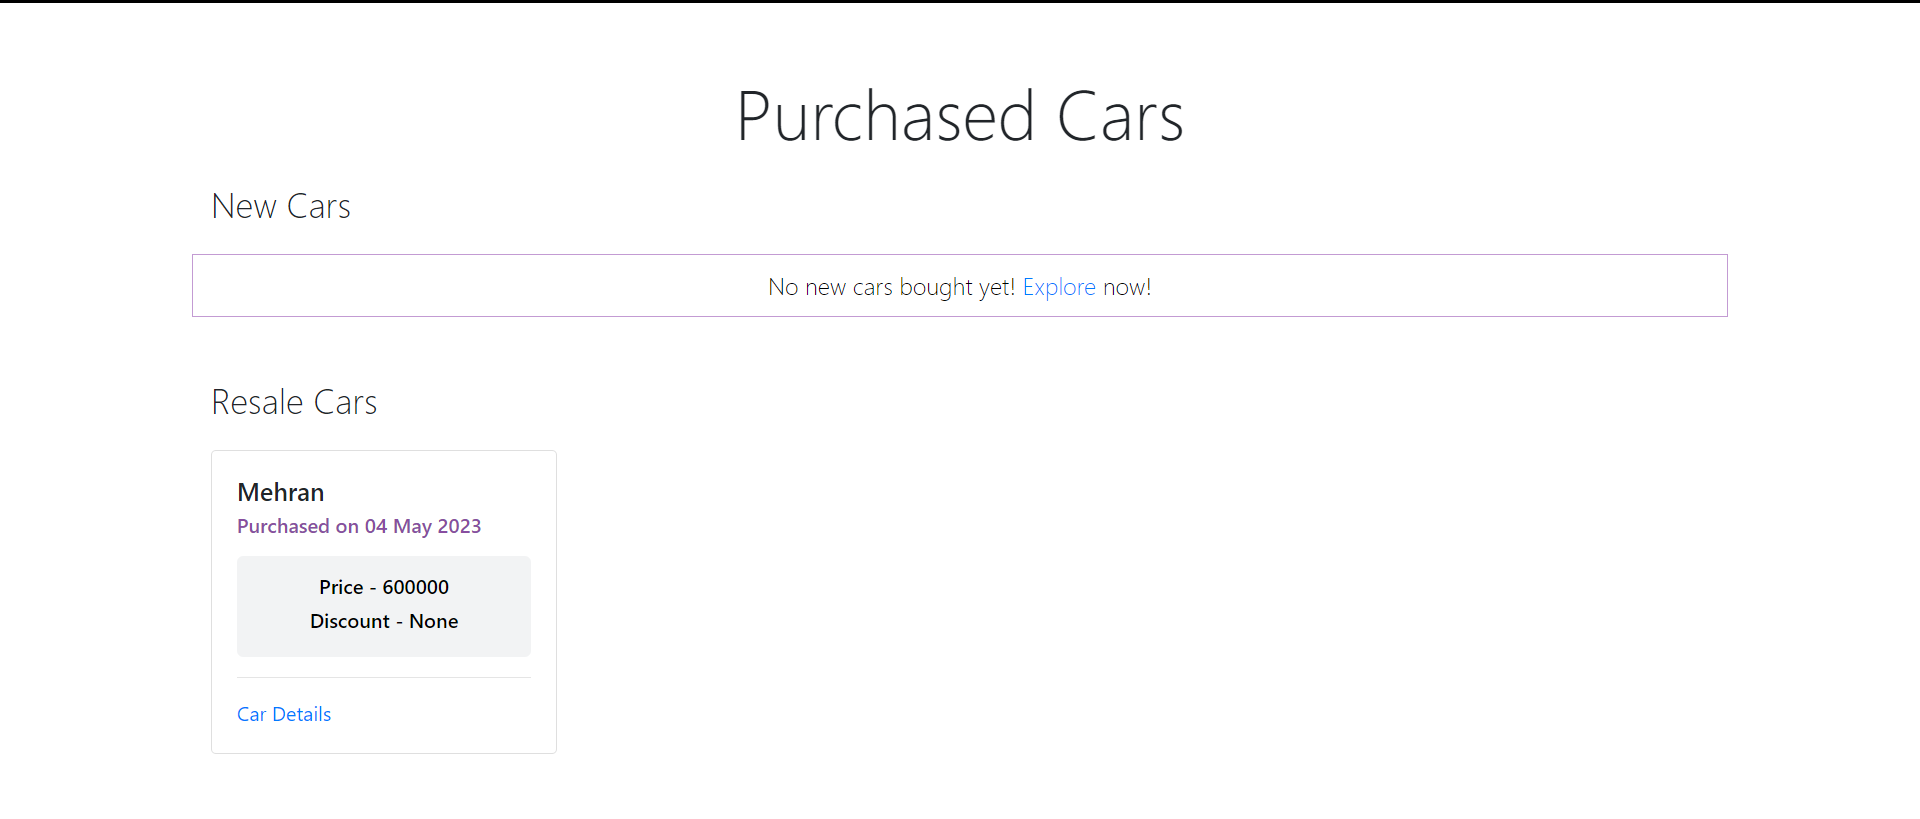 Purchased Cars
New Cars
No new cars bought yet! Explore now!
Resale Cars
Mehran
Purchased on 04 May 2023
Price - 600000
Discount - None
Car Details